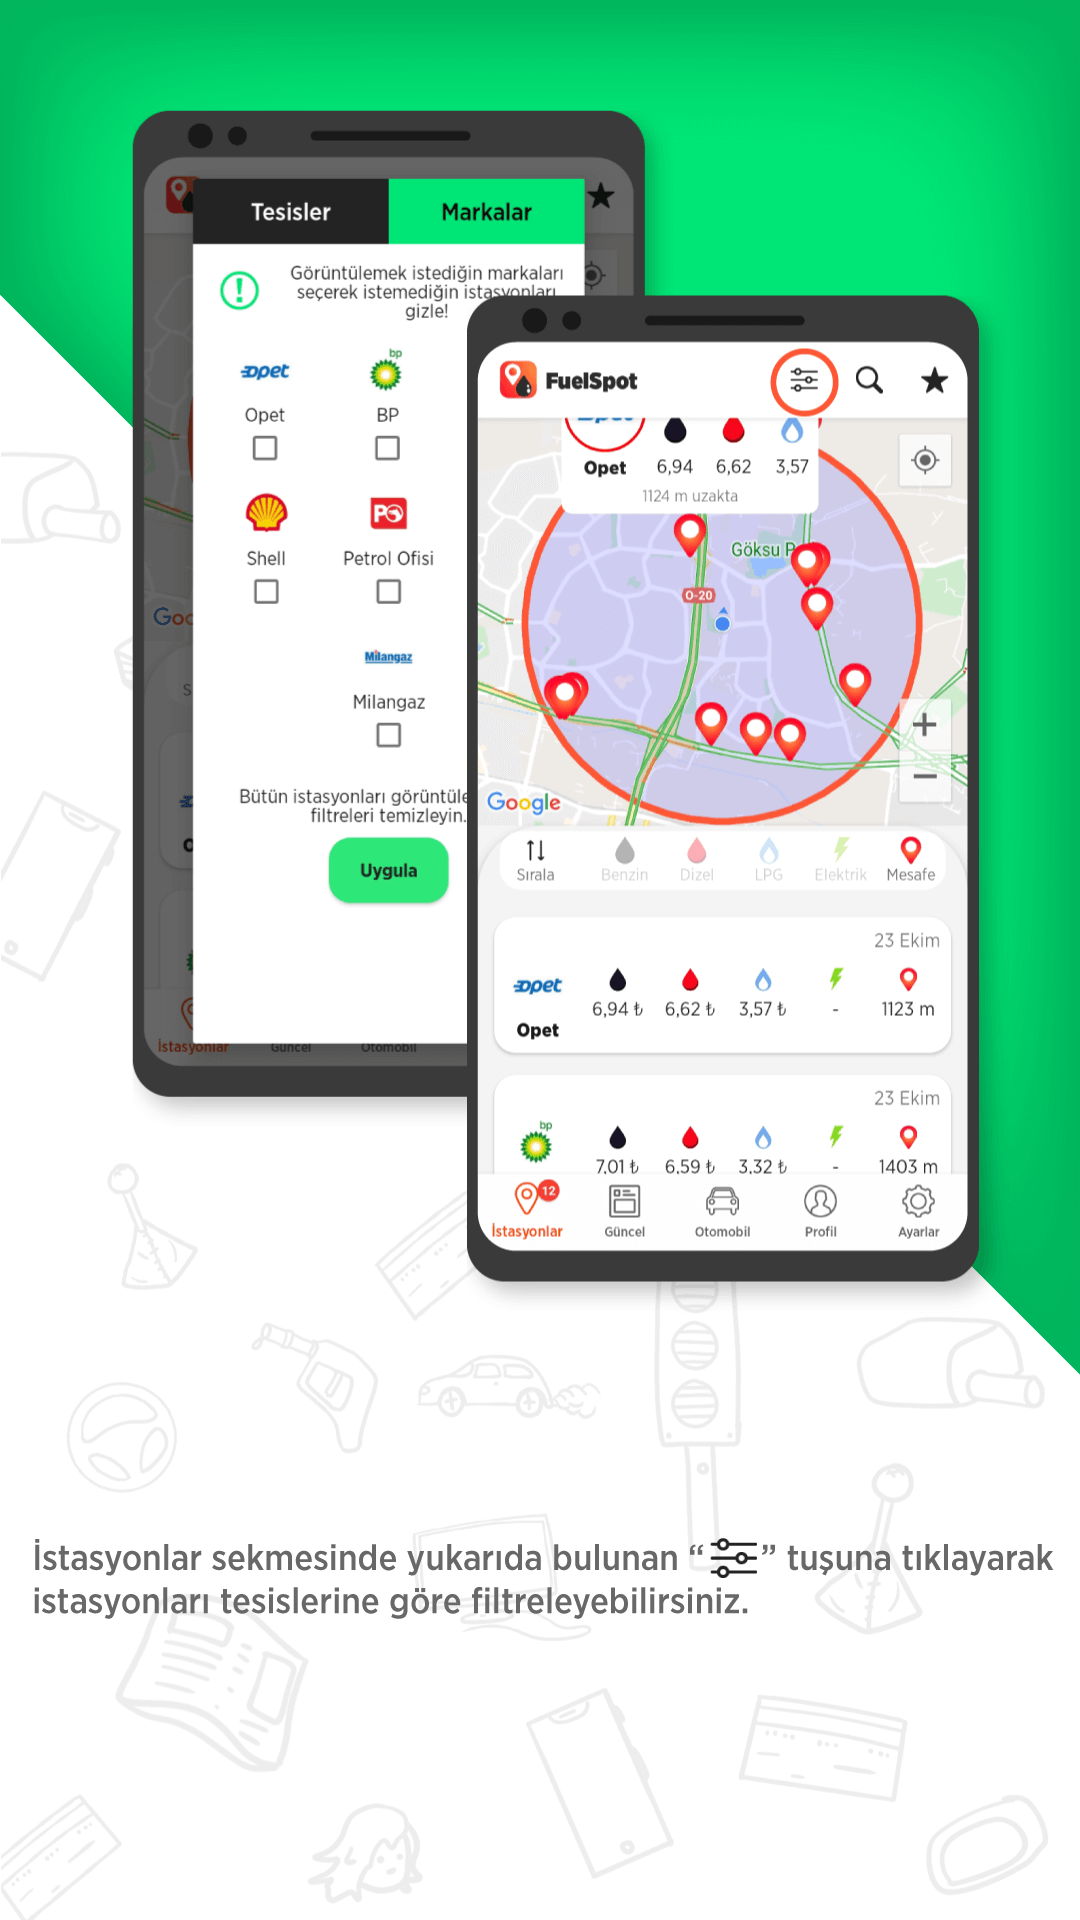 Tesisler
Markalar
Görüntülemek istediğin markaları
seçerek istemediğin istasyonları
gizle!
opet
bp
Opet
BP
Shell
Petrol Ofisi
Milangaz
Milangaz
Bütün istasyonları
filtreleri temizleyin.
Uygula
İstasyonlar
Güncel
Otomobil
FuelSpot
Opet
6,94
6,62
3,57
1124 m uzakta
Göksu
O-20
Google
Sırala
Benzin
Dizel
LPG
Elektrik
Mesafe
23 Ekim
opet
Opet
6,94 ₺
6,62 ₺
3,57 ₺
-
1123 m
23 Ekim
bp
7,01 ₺
6,59 ₺
3,32 ₺
-
1403 m
12
İstasyonlar
Güncel
Otomobil
Profil
Ayarlar
İstasyonlar sekmesinde yukarıda bulunan “ ” tuşuna tıklayarak
istasyonları tesislerine göre filtreleyebilirsiniz.